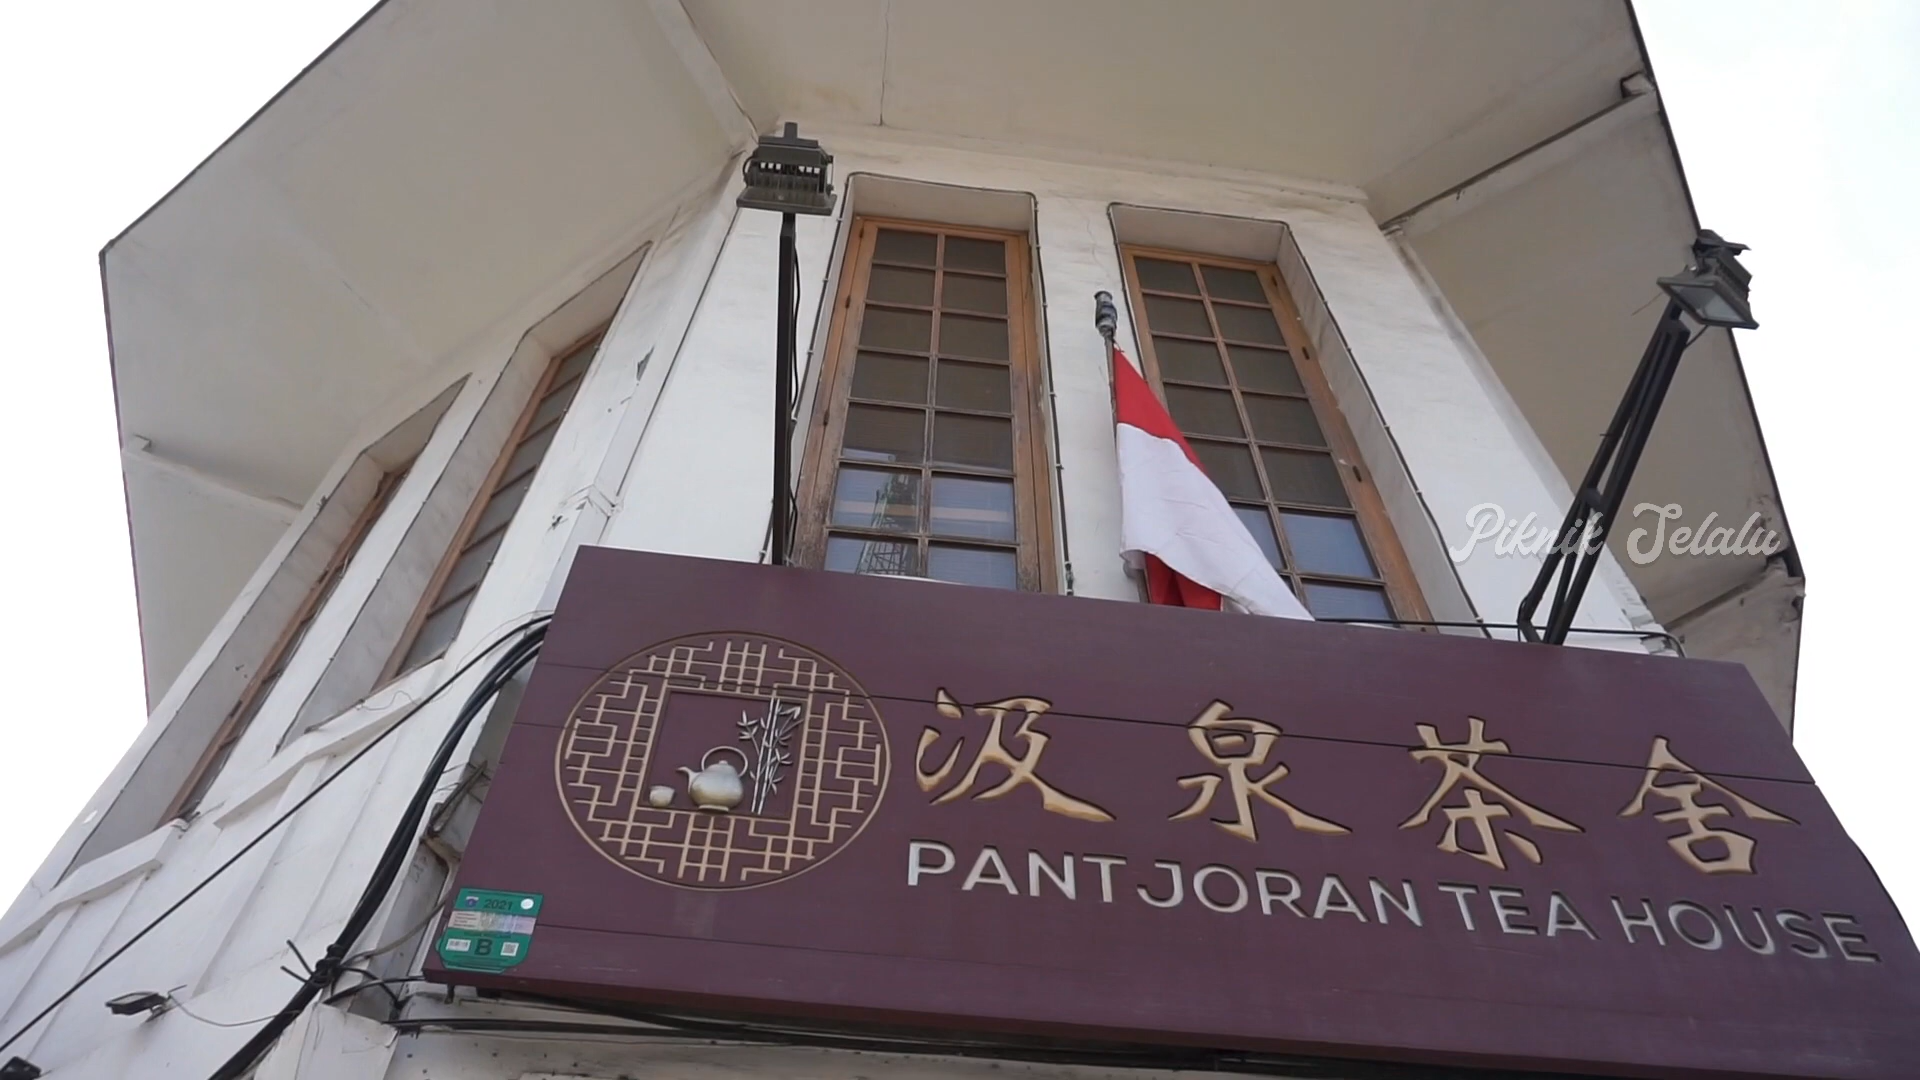 Piknik Selalu
汲泉茶舍
PANTJORAN TEA HOUSE
2021
B